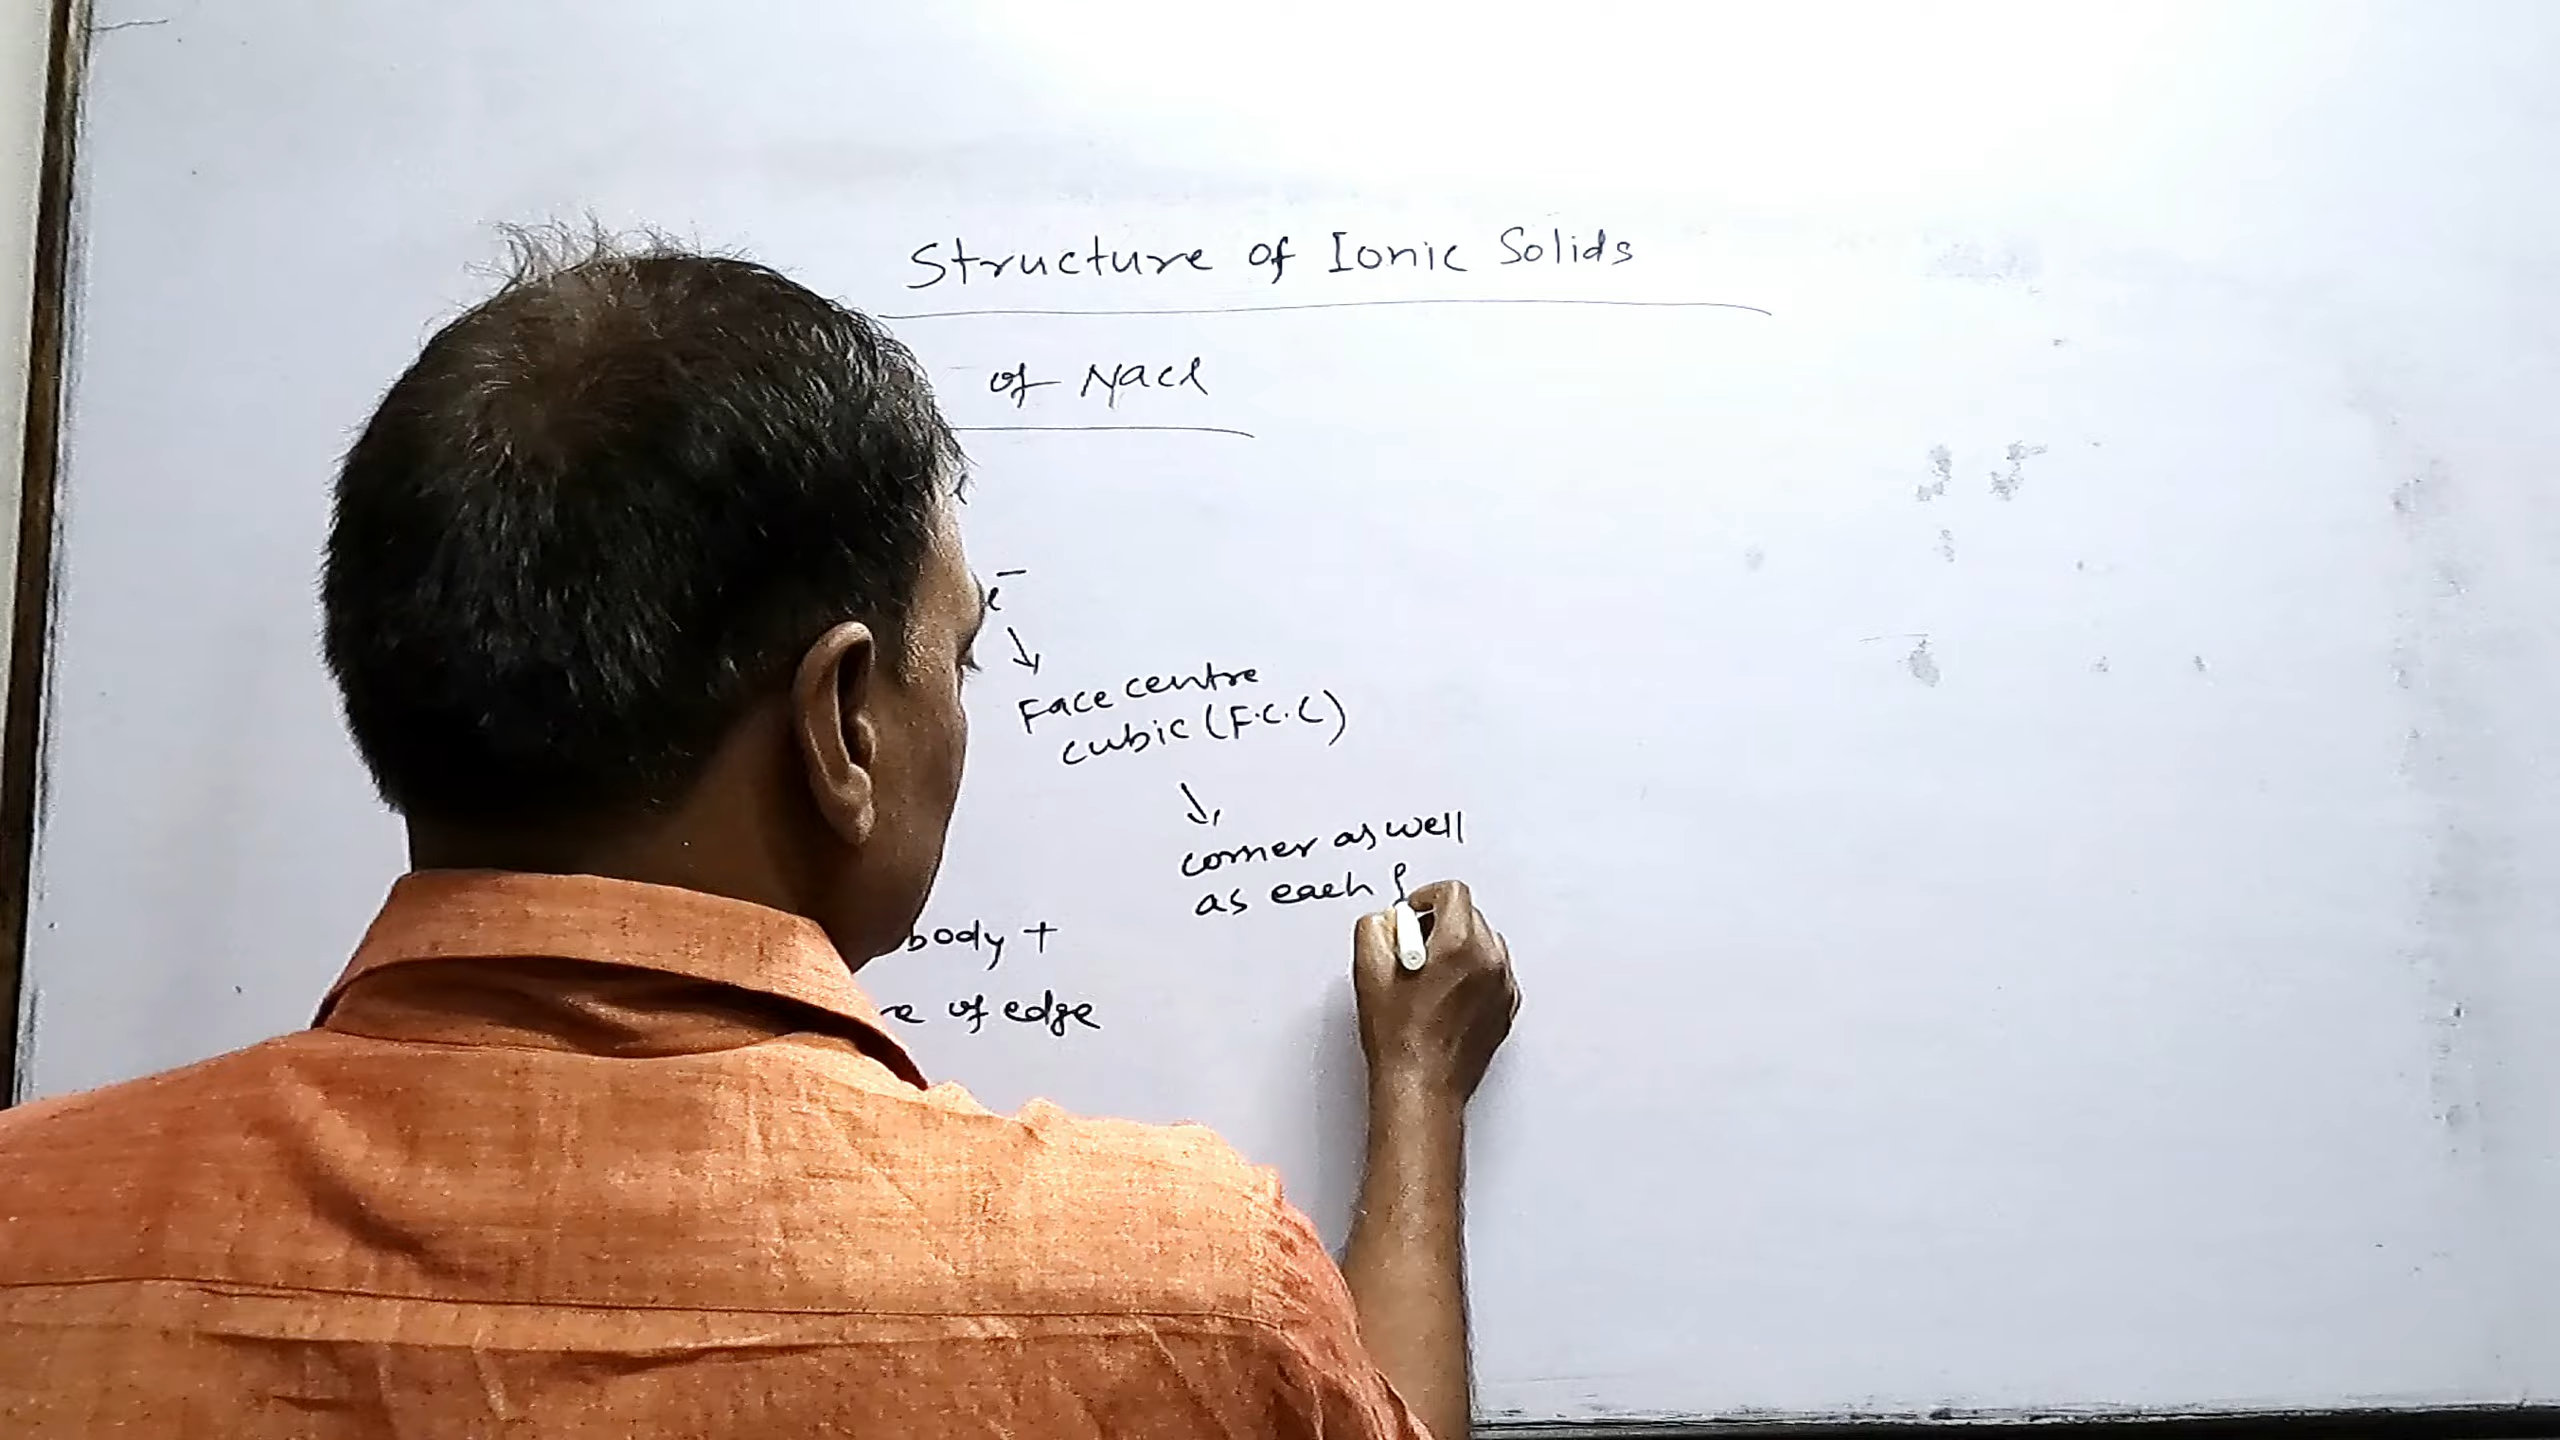 Structure of Ionic Solids
of NaCl
Face centre
cubic (F.C.C)
corner as well
as each
body +
of edge